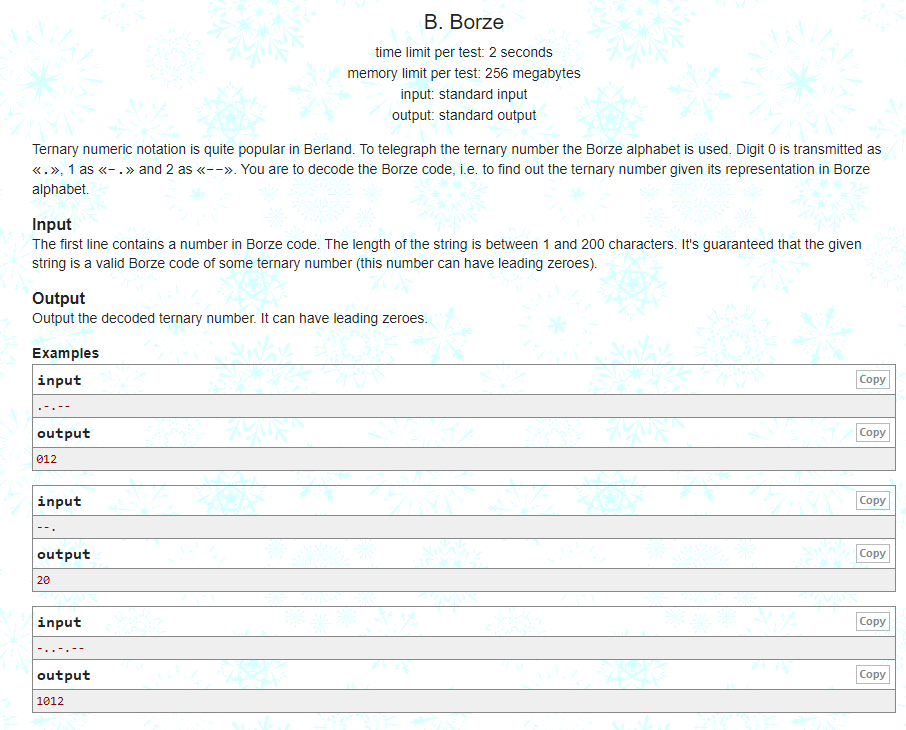 B. Borze
time limit per test: 2 seconds
memory limit per test: 256 megabytes
input: standard input
output: standard output
Ternary numeric notation is quite popular in Berland. To telegraph the ternary number the Borze alphabet is used. Digit 0 is transmitted as
«.», 1 as «-.» and 2 as «--». You are to decode the Borze code, i.e. to find out the ternary number given its representation in Borze
alphabet.
Input
The first line contains a number in Borze code. The length of the string is between 1 and 200 characters. It's guaranteed that the given
string is a valid Borze code of some ternary number (this number can have leading zeroes).
Output
Output the decoded ternary number. It can have leading zeroes.
Examples
input Copy
.-.--
output Copy
012
input Copy
--.
output Copy
20
input Copy
-..-.--
output Copy
1012